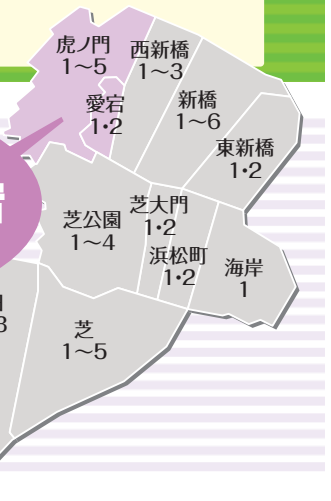 虎ノ門
1～5
西新橋
1～3
愛宕
1・2
新橋
1～6
東新橋
1・2
芝公園
1～4
芝大門
1・2
浜松町
1・2
海岸
1
芝
1～5
3